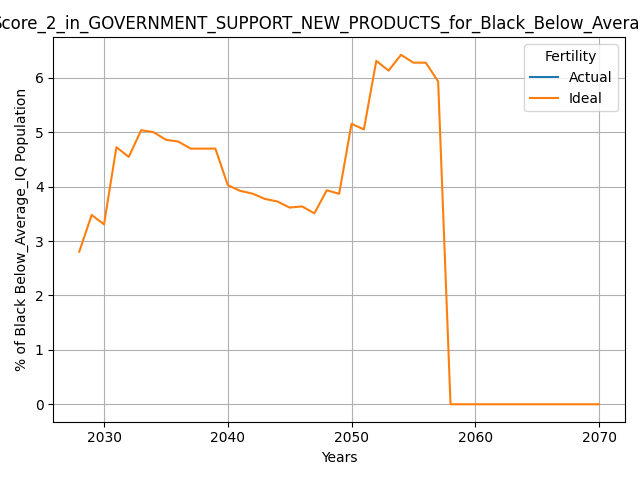 Score_2_in_GOVERNMENT_SUPPORT_NEW_PRODUCTS_for_Black_Below_Avera
Fertility
Actual
Ideal
% of Black Below_Average_IQ Population
6
5
4
3
2
1
0
2030 2040 2050 2060 2070
Years